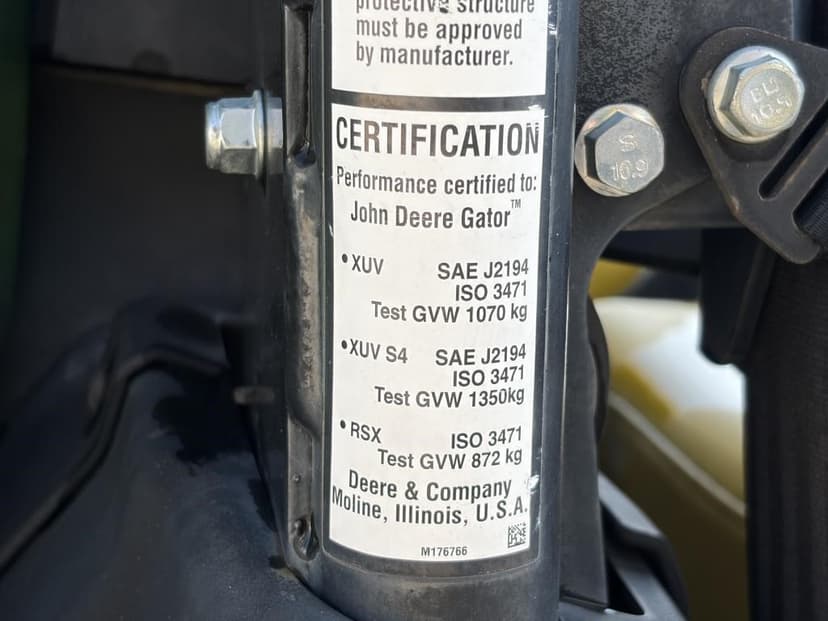 protective structure
must be approved
by manufacturer.
CERTIFICATION
Performance certified to:
John Deere Gator™
•XUV SAE J2194
ISO 3471
Test GVW 1070 kg
•XUV S4 SAE J2194
ISO 3471
Test GVW 1350kg
•RSX ISO 3471
Test GVW 872 kg
Deere & Company
Moline, Illinois, U.S.A.
M176766
S
10.9